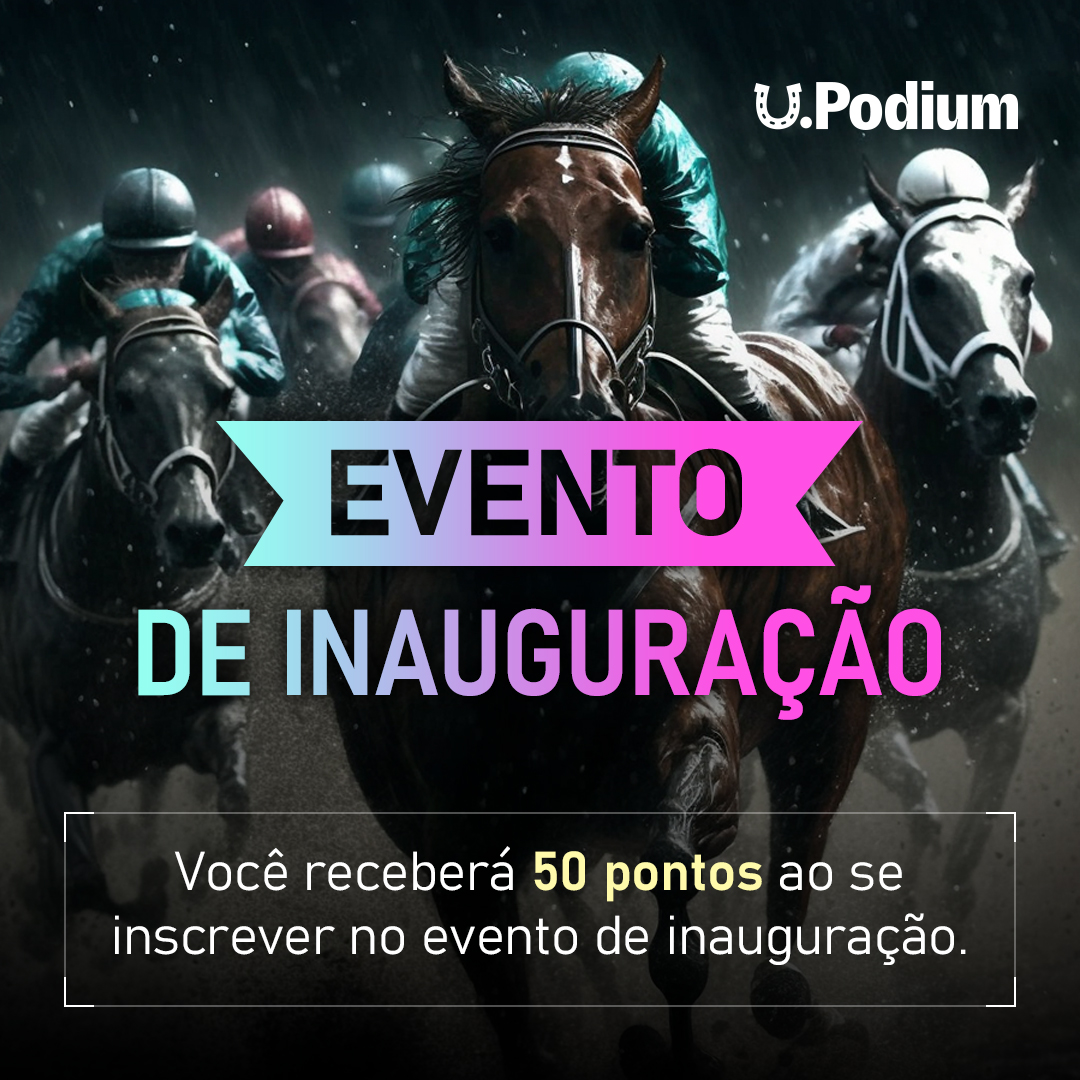 U.Podium
EVENTO
DE INAUGURAÇÃO
Você receberá 50 pontos ao se
inscrever no evento de inauguração.